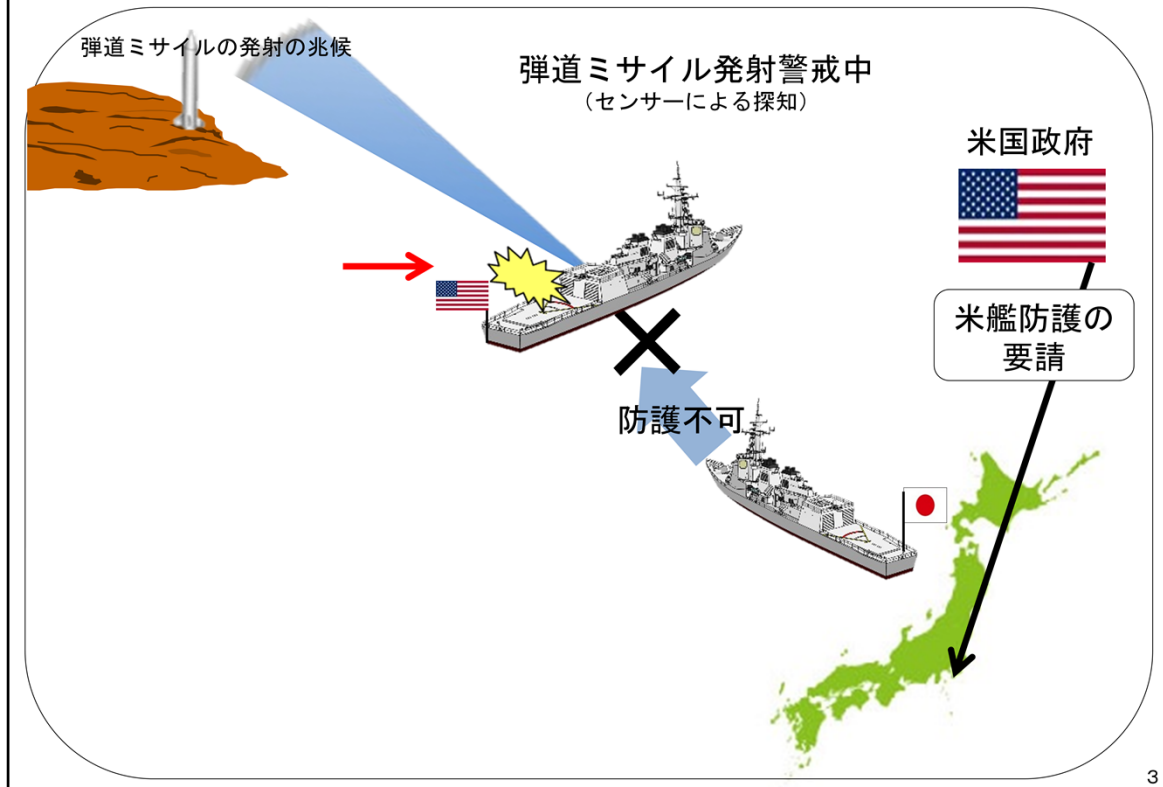 弾道ミサイルの発射の兆候
弾道ミサイル発射警戒中
（センサーによる探知）
米国政府
米艦防護の
要請
防護不可
3